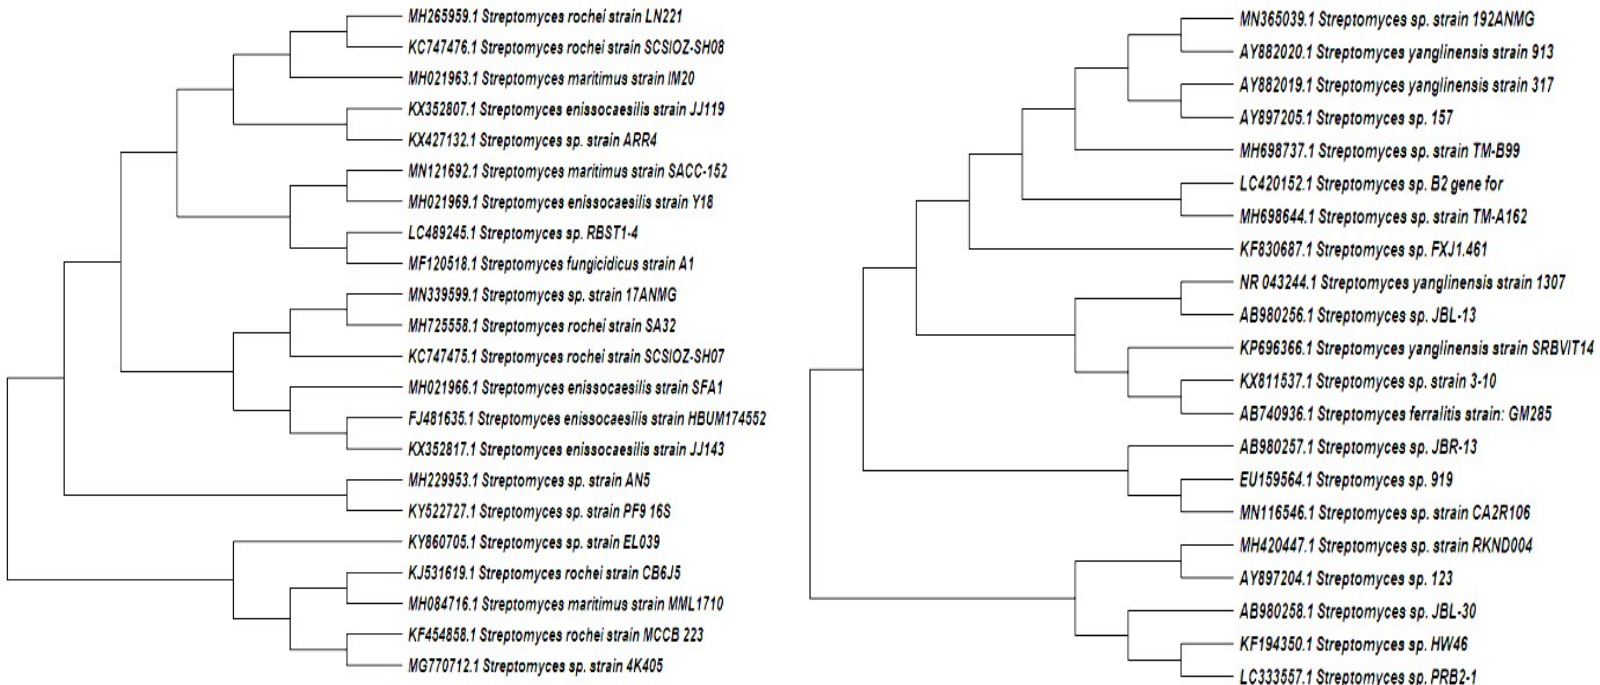 MH265959.1 Streptomyces rochei strain LN221
KC747476.1 Streptomyces rochei strain SCSIOZ-SH08
MH021963.1 Streptomyces maritimus strain IM20
KX352807.1 Streptomyces enissocaesilis strain JJ119
KX427132.1 Streptomyces sp. strain ARR4
MN121692.1 Streptomyces maritimus strain SACC-152
MH021969.1 Streptomyces enissocaesilis strain Y18
LC489245.1 Streptomyces sp. RBST1-4
MF120518.1 Streptomyces fungicidicus strain A1
MN339599.1 Streptomyces sp. strain 17ANMG
MH725558.1 Streptomyces rochei strain SA32
KC747475.1 Streptomyces rochei strain SCSIOZ-SH07
MH021966.1 Streptomyces enissocaesilis strain SFA1
FJ481635.1 Streptomyces enissocaesilis strain HBUM174552
KX352817.1 Streptomyces enissocaesilis strain JJ143
MH229953.1 Streptomyces sp. strain AN5
KY522727.1 Streptomyces sp. strain PF9 16S
KY860705.1 Streptomyces sp. strain EL039
KJ531619.1 Streptomyces rochei strain CB6J5
MH084716.1 Streptomyces maritimus strain MML1710
KF454858.1 Streptomyces rochei strain MCCB 223
MG770712.1 Streptomyces sp. strain 4K405
MN365039.1 Streptomyces sp. strain 192ANMG
AY882020.1 Streptomyces yanglinensis strain 913
AY882019.1 Streptomyces yanglinensis strain 317
AY897205.1 Streptomyces sp. 157
MH698737.1 Streptomyces sp. strain TM-B99
LC420152.1 Streptomyces sp. B2 gene for
MH698644.1 Streptomyces sp. strain TM-A162
KF830687.1 Streptomyces sp. FXJ1.461
NR 043244.1 Streptomyces yanglinensis strain 1307
AB980256.1 Streptomyces sp. JBL-13
KP696366.1 Streptomyces yanglinensis strain SRBVIT14
KX811537.1 Streptomyces sp. strain 3-10
AB740936.1 Streptomyces ferralitis strain: GM285
AB980257.1 Streptomyces sp. JBR-13
EU159564.1 Streptomyces sp. 919
MN116546.1 Streptomyces sp. strain CA2R106
MH420447.1 Streptomyces sp. strain RKND004
AY897204.1 Streptomyces sp. 123
AB980258.1 Streptomyces sp. JBL-30
KF194350.1 Streptomyces sp. HW46
LC333557.1 Streptomyces sp. PRB2-1